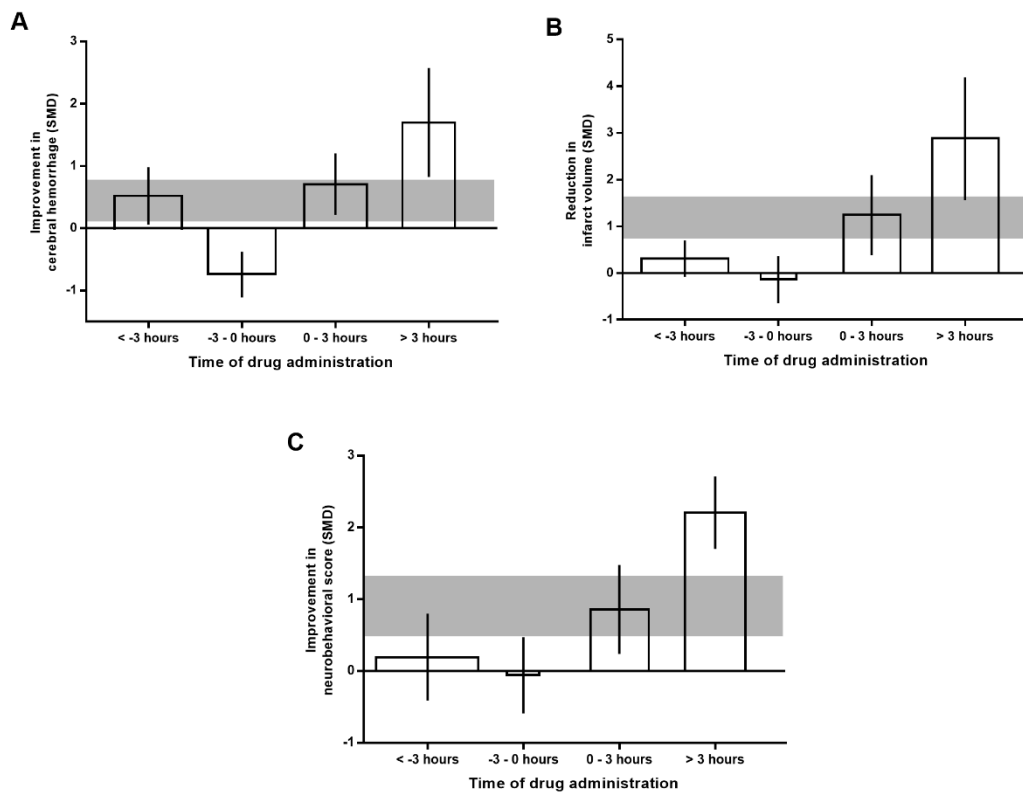 A
Improvement in
cerebral hemorrhage (SMD)
3
2
1
0
-1
< -3 hours
-3 - 0 hours
0 - 3 hours
> 3 hours
Time of drug administration
B
Reduction in
infarct volume (SMD)
5
4
3
2
1
0
-1
< -3 hours
-3 - 0 hours
0 - 3 hours
> 3 hours
Time of drug administration
C
Improvement in
neurobehavioral score (SMD)
3
2
1
0
-1
< -3 hours
-3 - 0 hours
0 - 3 hours
> 3 hours
Time of drug administration